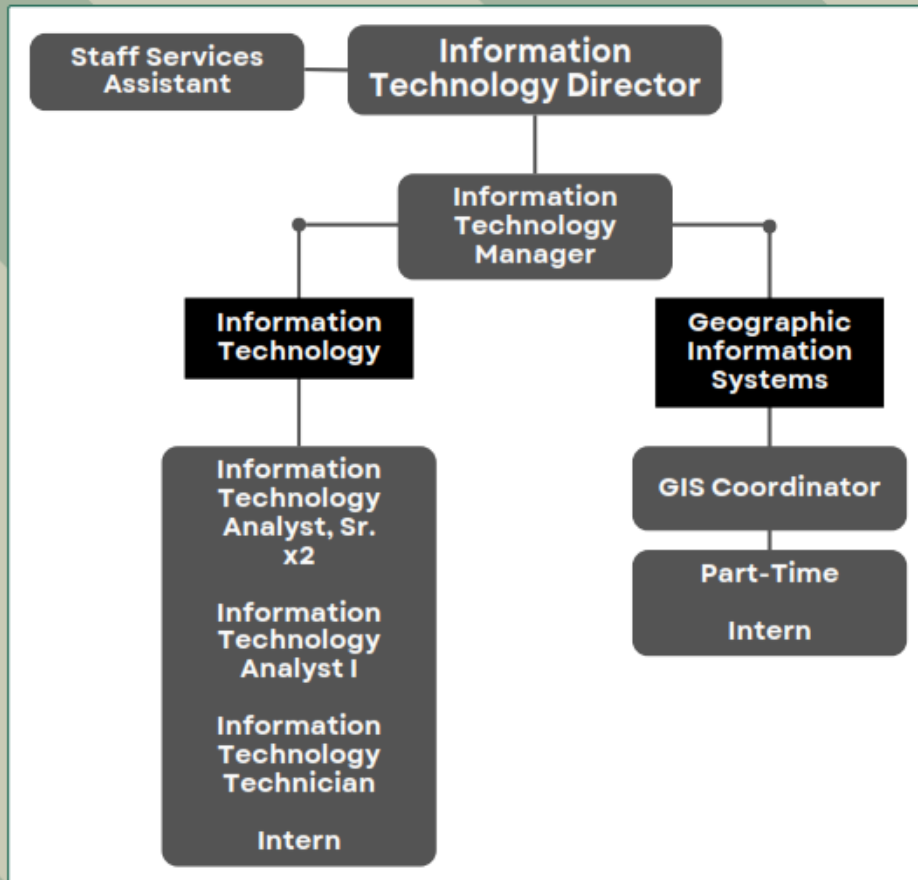 Staff Services
Assistant
Information
Technology Director
Information
Technology
Manager
Information
Technology
Geographic
Information
Systems
Information
Technology
Analyst, Sr.
x2
Information
Technology
Analyst I
Information
Technology
Technician
Intern
GIS Coordinator
Part-Time
Intern